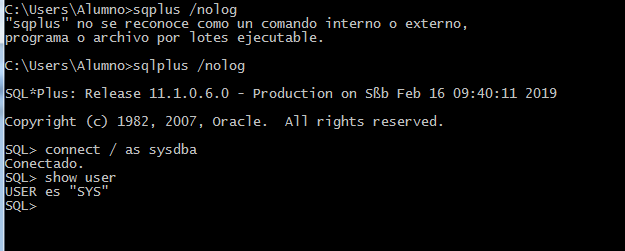 C:\Users\Alumno>sqplus /nolog
"sqplus" no se reconoce como un comando interno o externo,
programa o archivo por lotes ejecutable.
C:\Users\Alumno>sqlplus /nolog
SQL*Plus: Release 11.1.0.6.0 - Production on Sßb Feb 16 09:40:11 2019
Copyright (c) 1982, 2007, Oracle.  All rights reserved.
SQL> connect / as sysdba
Conectado.
SQL> show user
USER es "SYS"
SQL>